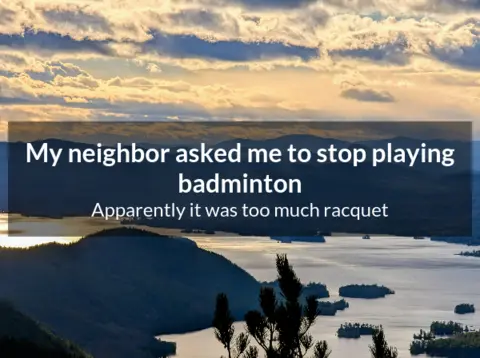 My neighbor asked me to stop playing
badminton
Apparently it was too much racquet